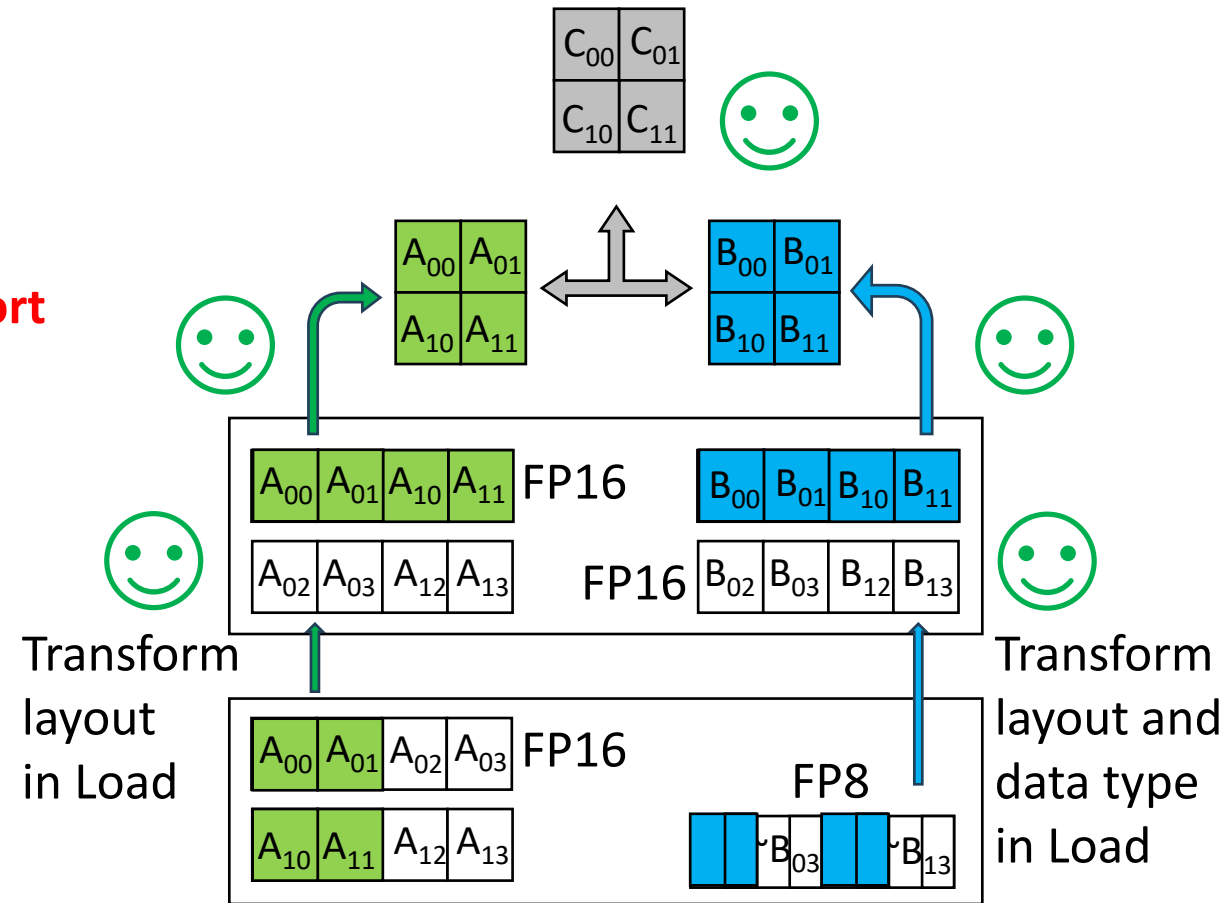 C₀₀ C₀₁
C₁₀ C₁₁
A₀₀ A₀₁
A₁₀ A₁₁
B₀₀ B₀₁
B₁₀ B₁₁
A₀₀ A₀₁ A₁₀ A₁₁ FP16
B₀₀ B₀₁ B₁₀ B₁₁
A₀₂ A₀₃ A₁₂ A₁₃
FP16 B₀₂ B₀₃ B₁₂ B₁₃
Transform
layout
in Load
Transform
layout and
data type
in Load
A₀₀ A₀₁ A₀₂ A₀₃ FP16
A₁₀ A₁₁ A₁₂ A₁₃
FP8
B₀₃ B₁₃